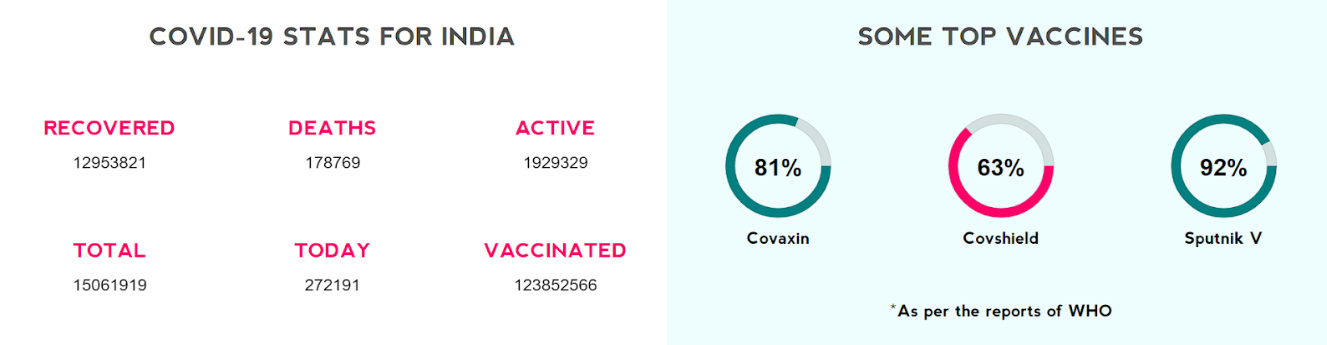 COVID-19 STATS FOR INDIA
RECOVERED DEATHS ACTIVE
12953821 178769 1929329
TOTAL TODAY VACCINATED
15061919 272191 123852566
SOME TOP VACCINES
81% 63% 92%
Covaxin Covshield Sputnik V
*As per the reports of WHO